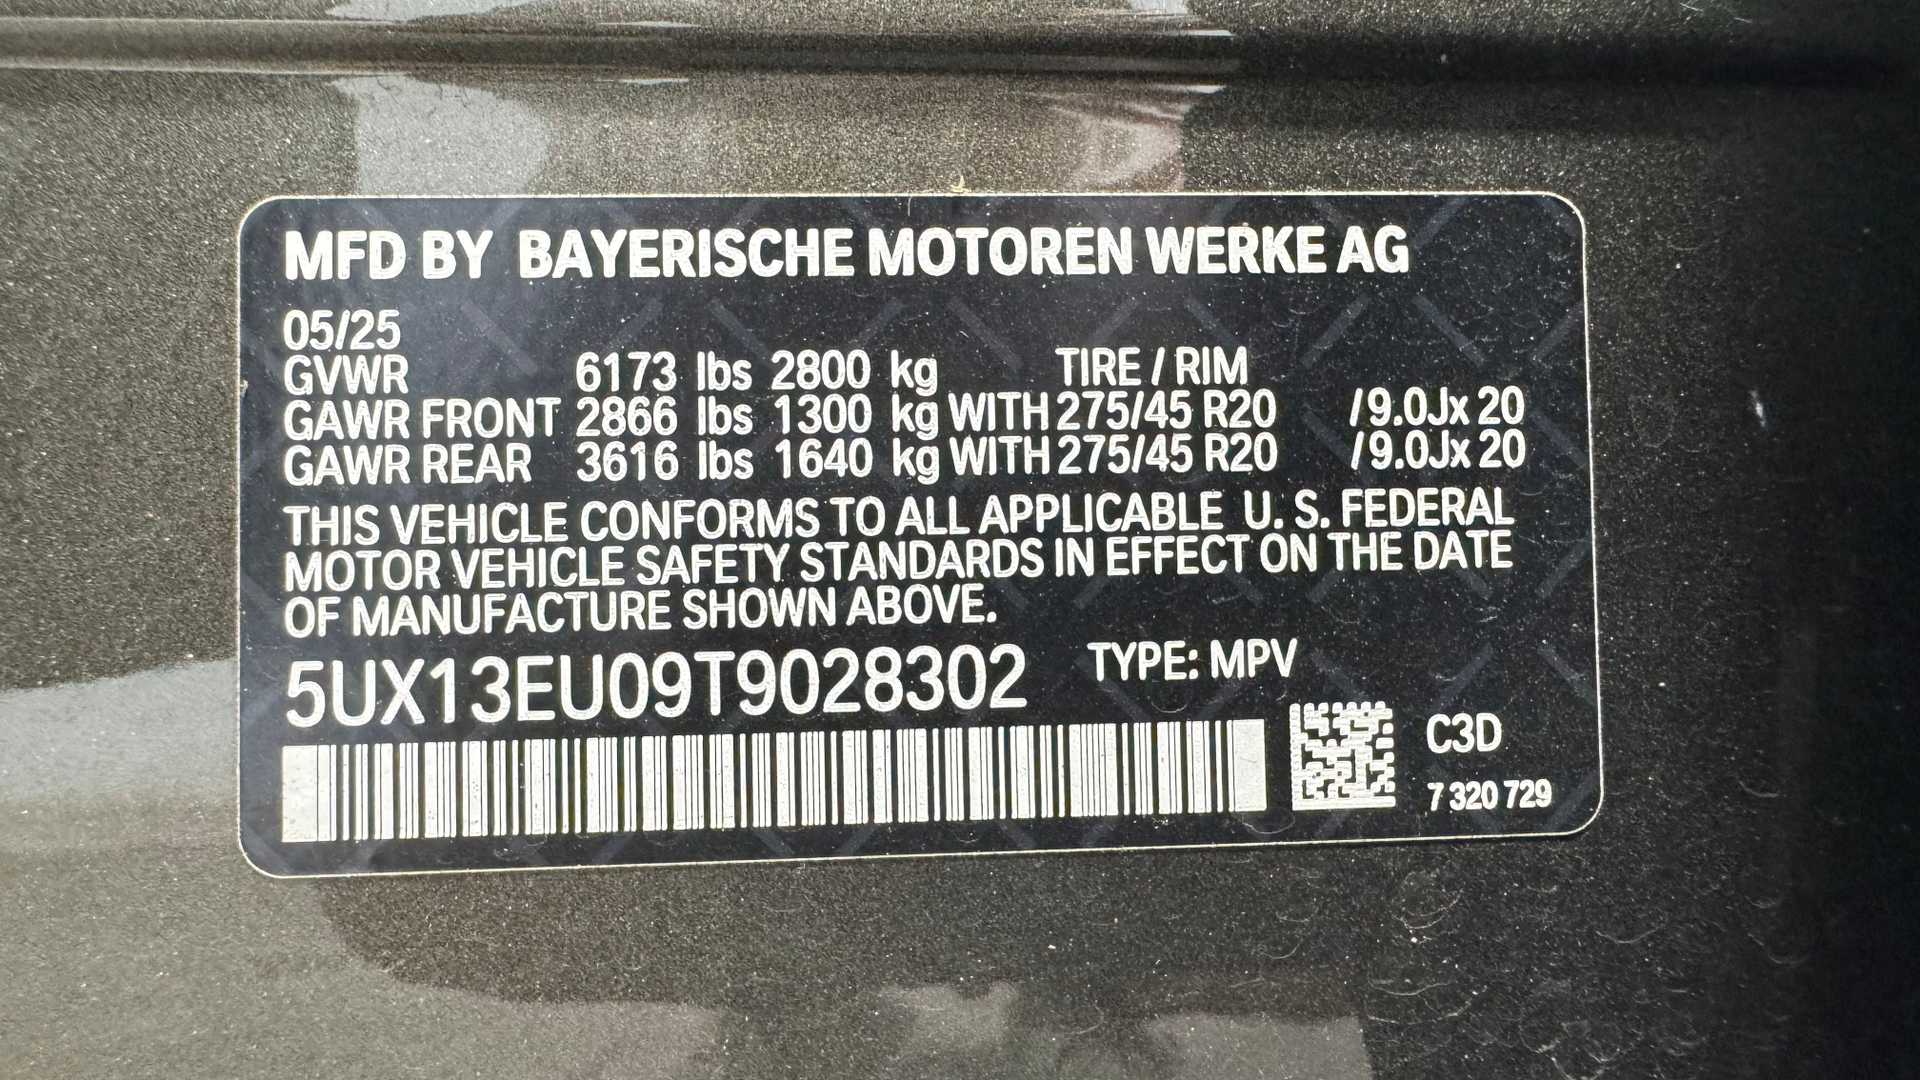 MFD BY BAYERISCHE MOTOREN WERKE AG
05/25
GVWR 6173 lbs 2800 kg TIRE / RIM
GAWR FRONT 2866 lbs 1300 kg WITH 275/45 R20 /9.0Jx 20
GAWR REAR 3616 lbs 1640 kg WITH 275/45 R20 /9.0Jx 20
THIS VEHICLE CONFORMS TO ALL APPLICABLE U. S. FEDERAL
MOTOR VEHICLE SAFETY STANDARDS IN EFFECT ON THE DATE
OF MANUFACTURE SHOWN ABOVE.
5UX13EU09T9028302 TYPE: MPV
C3D
7 320 729